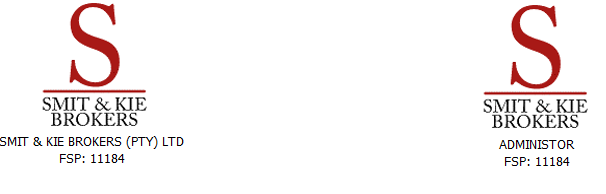 S
SMIT & KIE
BROKERS
SMIT & KIE BROKERS (PTY) LTD
FSP: 11184
S
SMIT & KIE
BROKERS
ADMINISTOR
FSP: 11184